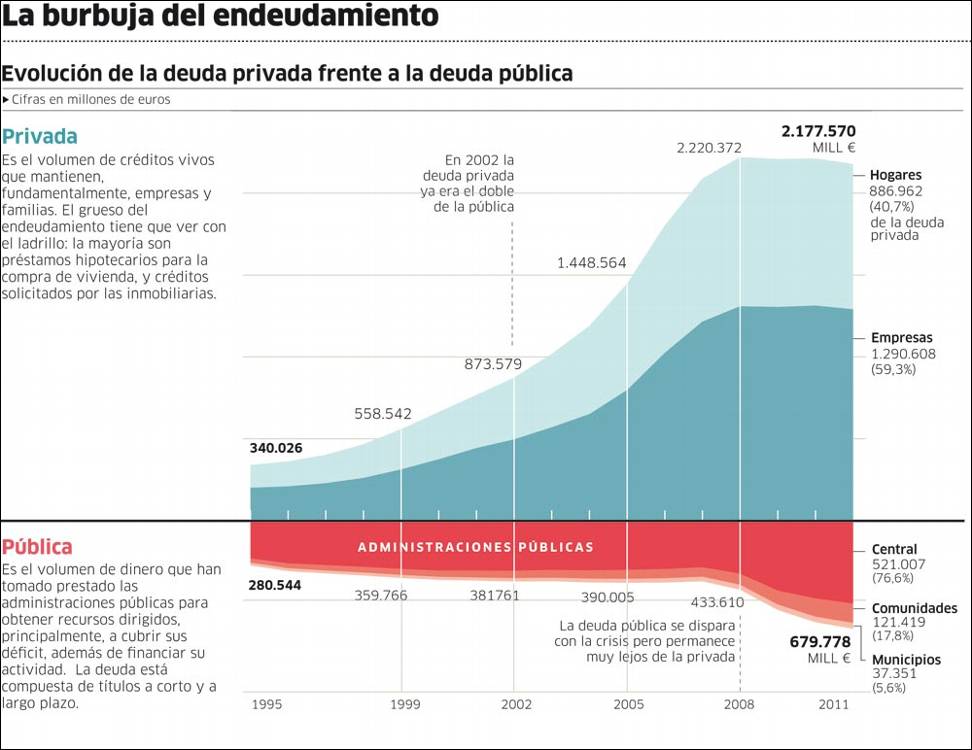 La burbuja del endeudamiento
Evolución de la deuda privada frente a la deuda pública
▸ Cifras en millones de euros
Privada
Es el volumen de créditos vivos
que mantienen,
fundamentalmente, empresas y
familias. El grueso del
endeudamiento tiene que ver con
el ladrillo: la mayoría son
préstamos hipotecarios para la
compra de vivienda, y créditos
solicitados por las inmobiliarias.
En 2002 la
deuda privada
ya era el doble
de la pública
340.026
558.542
873.579
1.448.564
2.220.372
2.177.570
MILL €
Hogares
886.962
(40,7%)
de la deuda
privada
Empresas
1.290.608
(59,3%)
Pública
Es el volumen de dinero que han
tomado prestado las
administraciones públicas para
obtener recursos dirigidos,
principalmente, a cubrir sus
déficit, además de financiar su
actividad. La deuda está
compuesta de títulos a corto y a
largo plazo.
ADMINISTRACIONES PÚBLICAS
280.544
359.766
381761
390.005
433.610
La deuda pública se dispara
con la crisis pero permanece
muy lejos de la privada
679.778
MILL €
Central
521.007
(76,6%)
Comunidades
121.419
(17,8%)
Municipios
37.351
(5,6%)
1995
1999
2002
2005
2008
2011